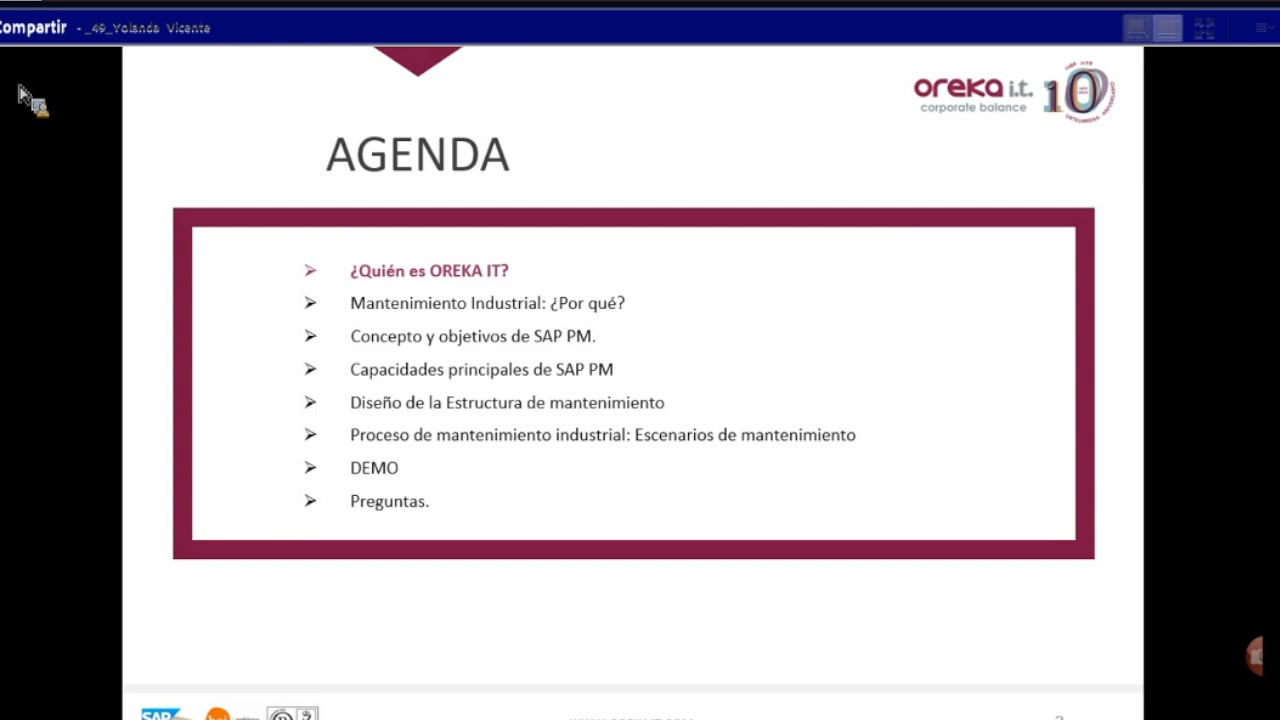 Compartir - _49_Yolanda Vicente
oreka i.t.
corporate balance
10
AGENDA
¿Quién es OREKA IT?
Mantenimiento Industrial: ¿Por qué?
Concepto y objetivos de SAP PM.
Capacidades principales de SAP PM
Diseño de la Estructura de mantenimiento
Proceso de mantenimiento industrial: Escenarios de mantenimiento
DEMO
Preguntas.
SAP